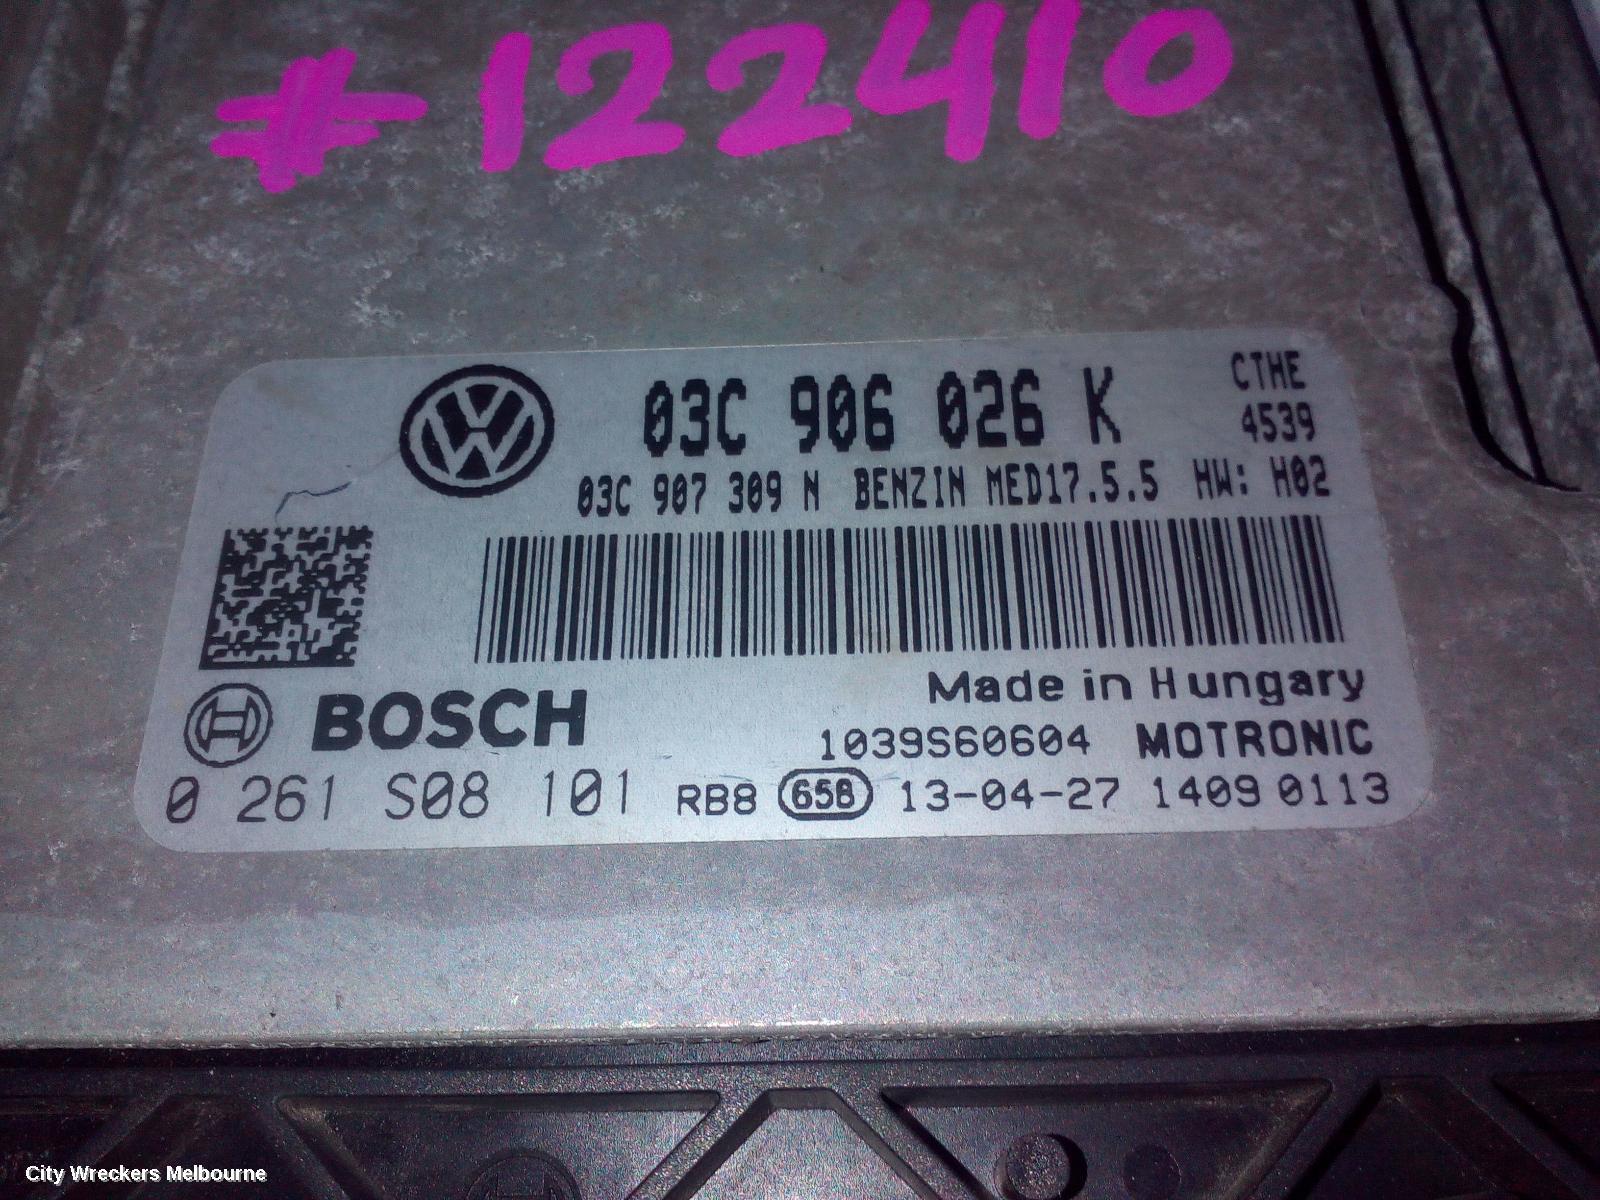 #122410
03C 906 026 K
CTHE
4539
03C 907 309 N BENZIN MED17.5.5 HW: H02
Made in Hungary
BOSCH
1039S60604 MOTRONIC
0 261 S08 101 RB8 658 13-04-27 1409 0113
City Wreckers Melbourne